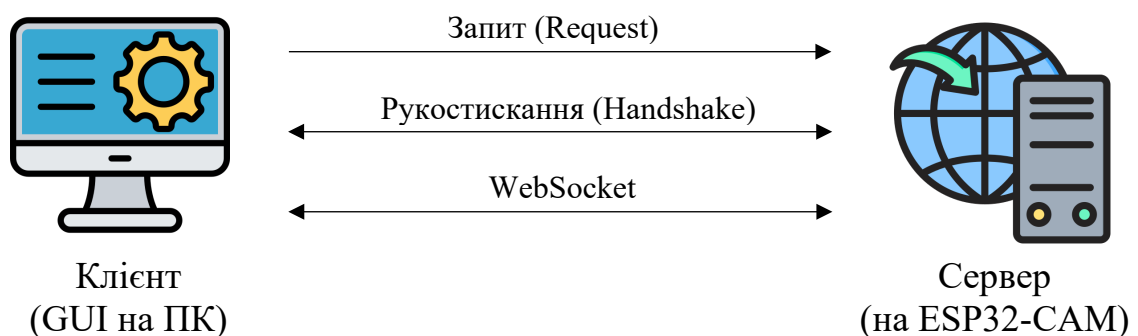 Запит (Request)
Рукостискання (Handshake)
WebSocket
Клієнт
(GUI на ПК)
Сервер
(на ESP32-CAM)